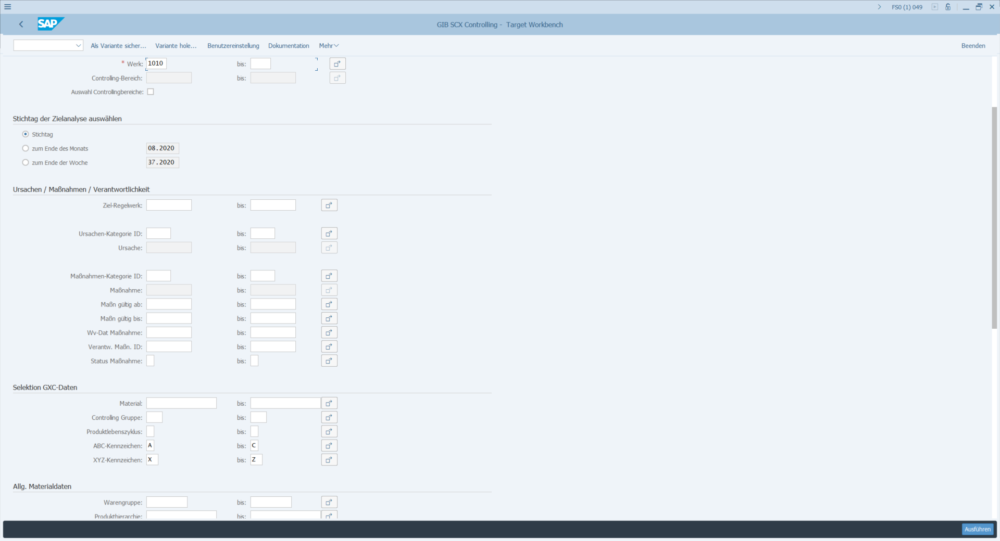 FS0 (1) 049
SAP
GIB SCX Controlling - Target Workbench
Als Variante sicher... Variante hole... Benutzereinstellung Dokumentation Mehr Beenden
* Werk: 1010 bis:
Controlling-Bereich: bis:
Auswahl Controllingbereiche:
Stichtag der Zielanalyse auswählen
Stichtag
zum Ende des Monats 08.2020
zum Ende der Woche 37.2020
Ursachen / Maßnahmen / Verantwortlichkeit
Ziel-Regelwerk: bis:
Ursachen-Kategorie ID: bis:
Ursache: bis:
Maßnahmen-Kategorie ID: bis:
Maßnahme: bis:
Maßn gültig ab: bis:
Maßn gültig bis: bis:
Wv-Dat Maßnahme: bis:
Verantw. Maßn. ID: bis:
Status Maßnahme: bis:
Selektion GXC-Daten
Material: bis:
Controlling Gruppe: bis:
Produktlebenszyklus: bis:
ABC-Kennzeichen: A bis: C
XYZ-Kennzeichen: X bis: Z
Allg. Materialdaten
Warengruppe: bis:
Produkthierarchie: bis:
Ausführen